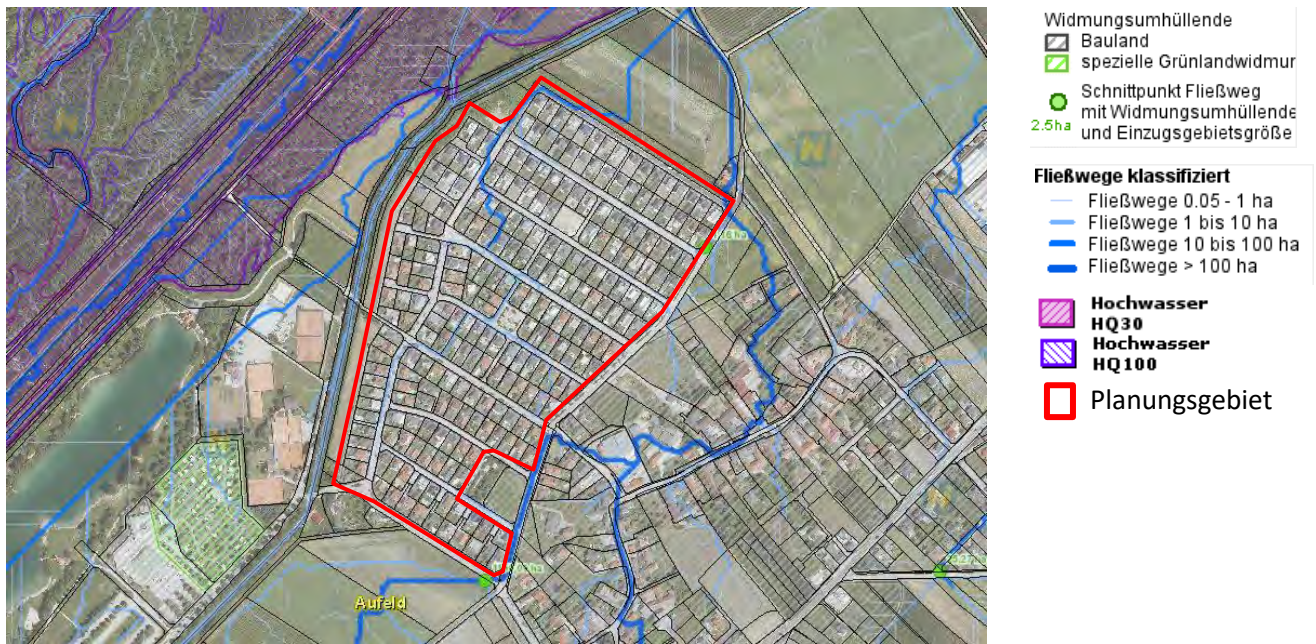 Widmungsumhüllende
Bauland
spezielle Grünlandwidmur
Schnittpunkt Fließweg
mit Widmungsumhüllende
2.5ha und Einzugsgebietsgröße
Fließwege klassifiziert
Fließwege 0.05 - 1 ha
Fließwege 1 bis 10 ha
Fließwege 10 bis 100 ha
Fließwege > 100 ha
Hochwasser
HQ30
Hochwasser
HQ100
Planungsgebiet
Aufeld